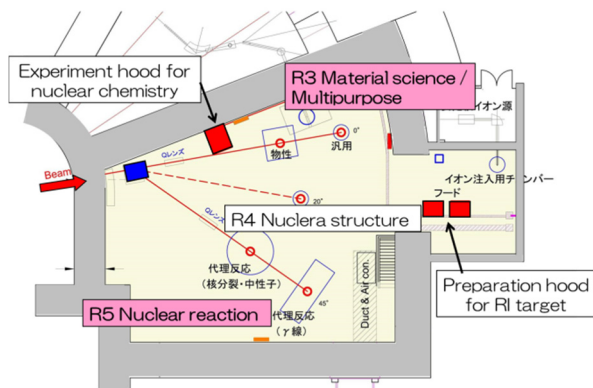 Experiment hood for
nuclear chemistry
R3 Material science /
Multipurpose
イオン源
Beam
Qレンズ
物性
0°
汎用
イオン注入用チャンバー
フード
20°
R4 Nuclera structure
Qレンズ
代理反応
(核分裂・中性子)
Preparation hood
for RI target
R5 Nuclear reaction
45°
代理反応
(γ線)
Duct & Air con.